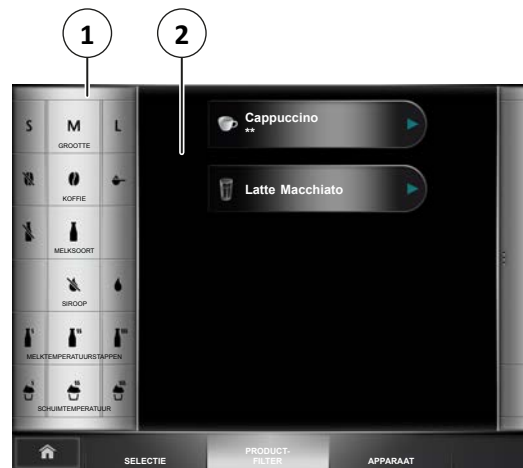 1
2
S M L
GROOTTE
KOFFIE
MELKSOORT
SIROOP
MELKTEMPERATUURSTAPPEN
SCHUIMTEMPERATUUR
Cappuccino
**
Latte Macchiato
SELECTIE
PRODUCT-
FILTER
APPARAAT